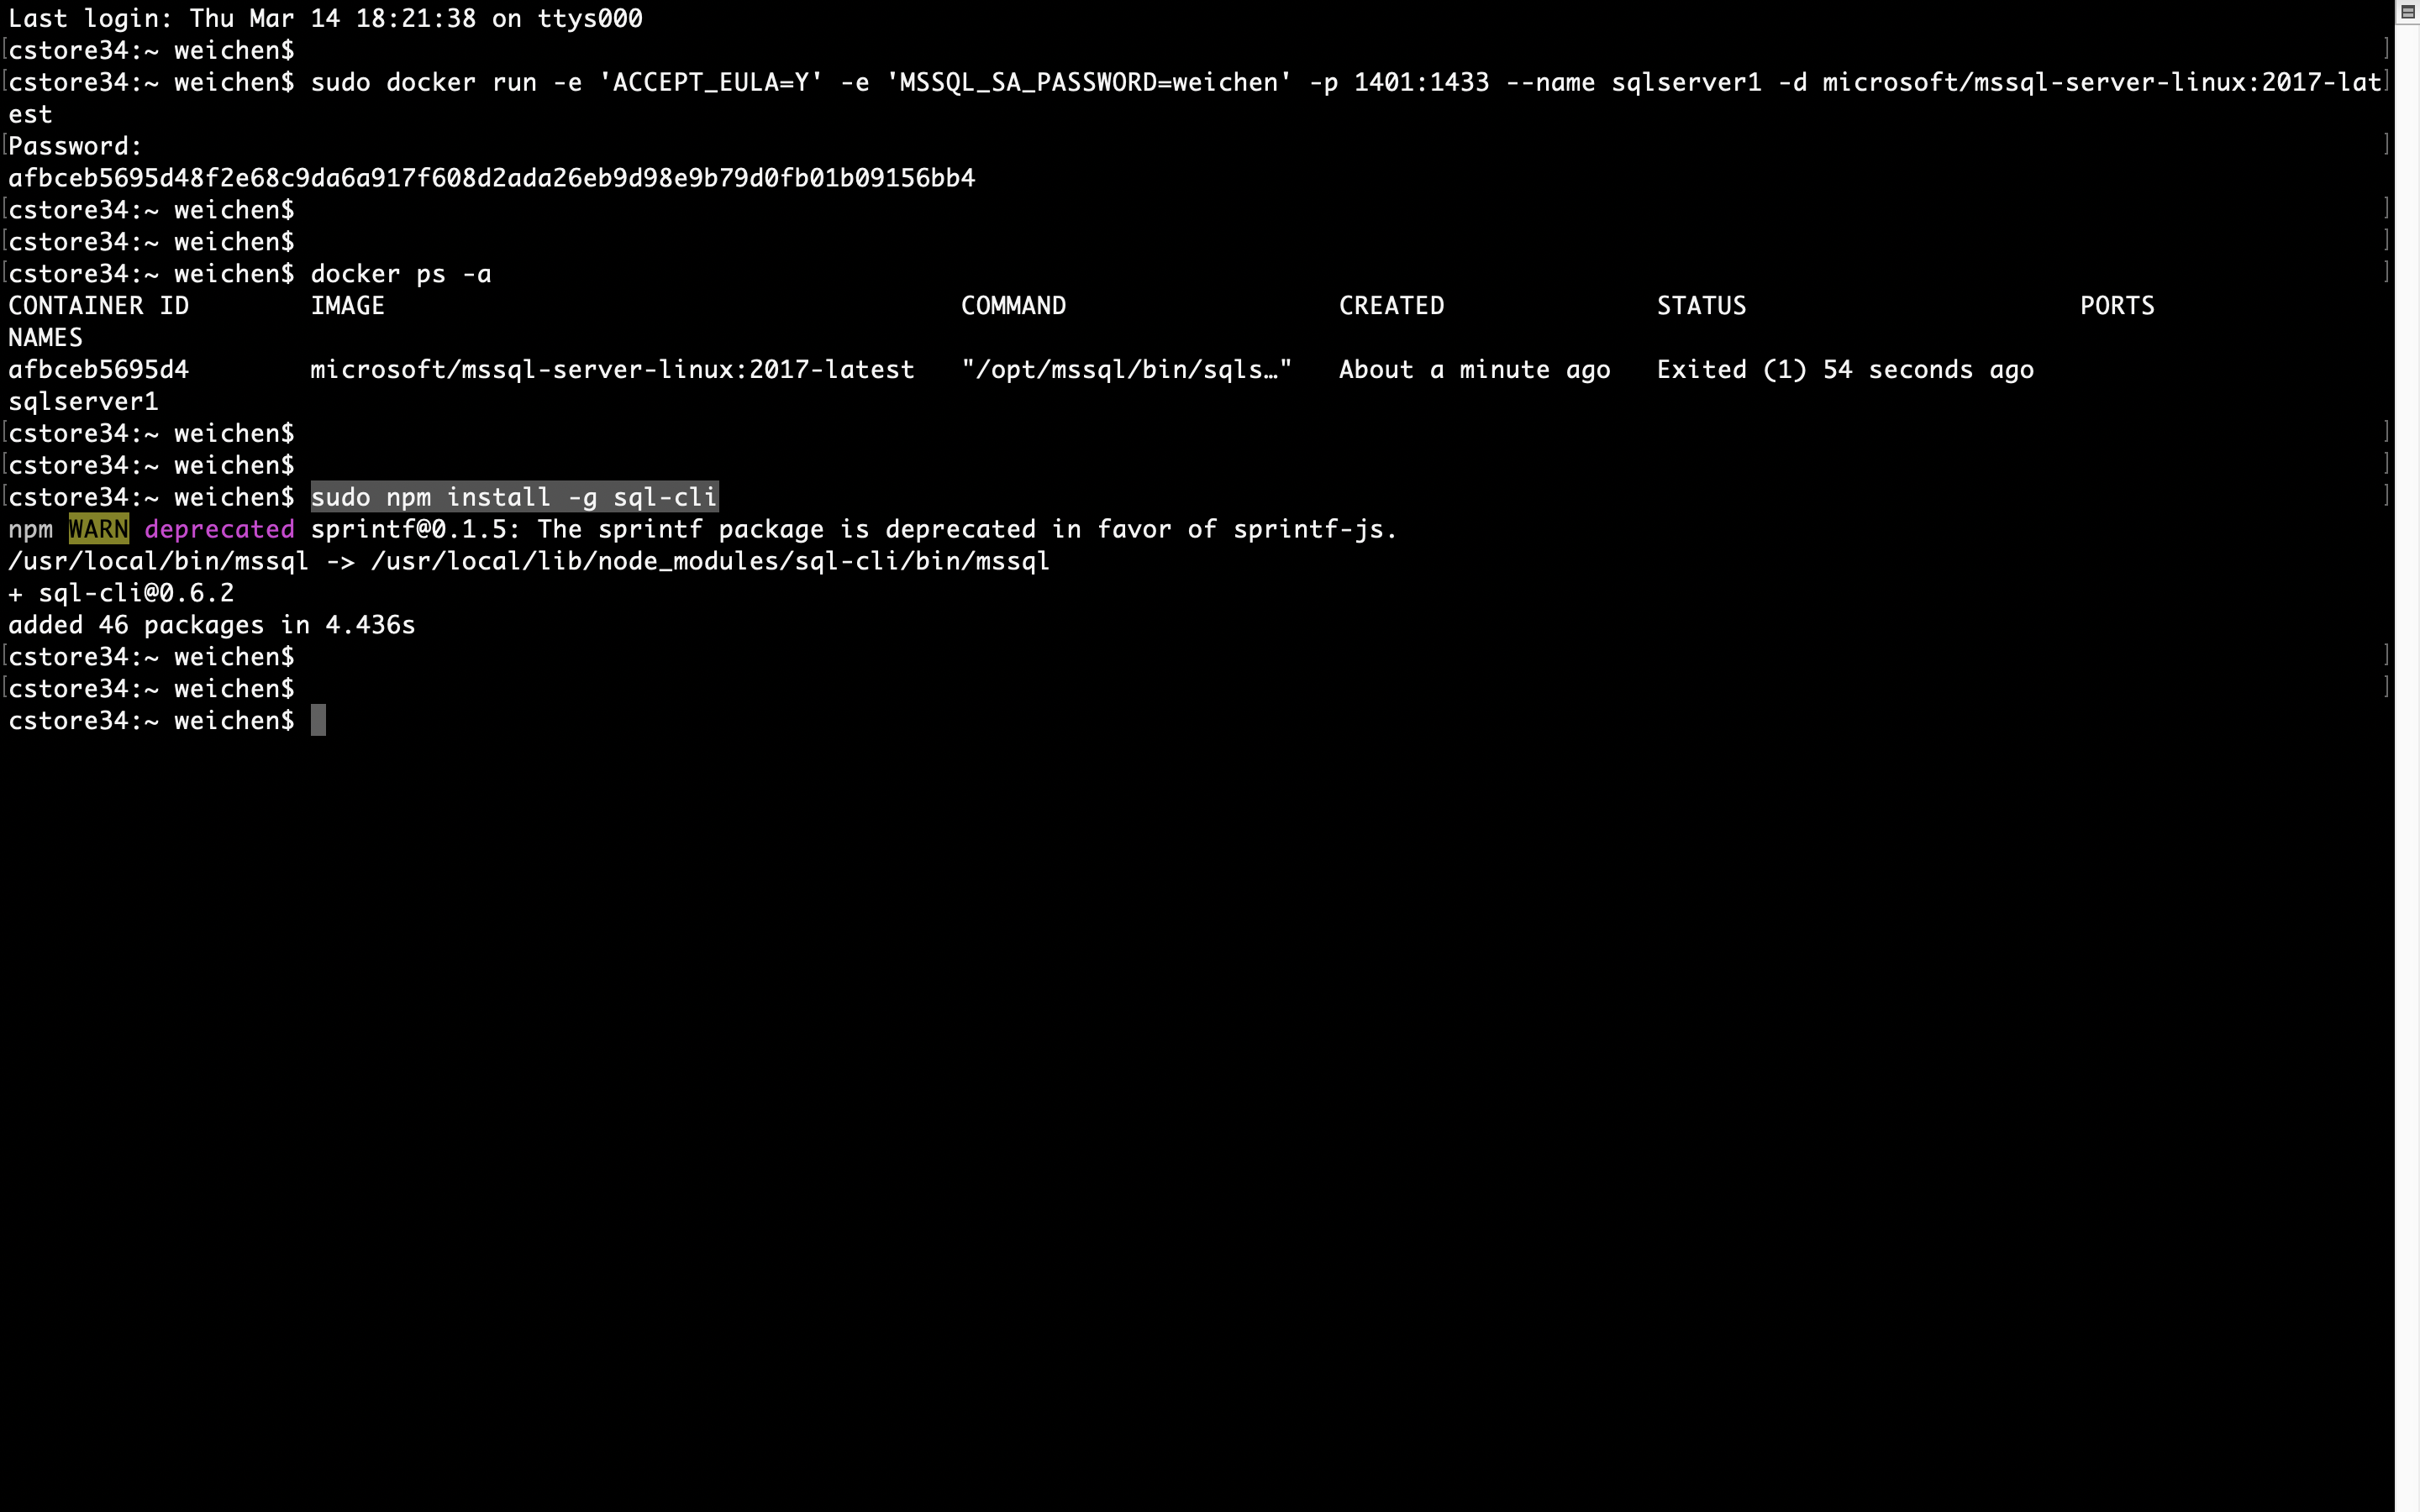 Last login: Thu Mar 14 18:21:38 on ttys000
[cstore34:~ weichen$ ]
[cstore34:~ weichen$ sudo docker run -e 'ACCEPT_EULA=Y' -e 'MSSQL_SA_PASSWORD=weichen' -p 1401:1433 --name sqlserver1 -d microsoft/mssql-server-linux:2017-lat]
est
[Password: ]
afbceb5695d48f2e68c9da6a917f608d2ada26eb9d98e9b79d0fb01b09156bb4
[cstore34:~ weichen$ ]
[cstore34:~ weichen$ ]
[cstore34:~ weichen$ docker ps -a ]
CONTAINER ID        IMAGE                                      COMMAND                  CREATED              STATUS                      PORTS
NAMES
afbceb5695d4        microsoft/mssql-server-linux:2017-latest   "/opt/mssql/bin/sqls…"   About a minute ago   Exited (1) 54 seconds ago
sqlserver1
[cstore34:~ weichen$ ]
[cstore34:~ weichen$ ]
[cstore34:~ weichen$ sudo npm install -g sql-cli ]
npm WARN deprecated sprintf@0.1.5: The sprintf package is deprecated in favor of sprintf-js.
/usr/local/bin/mssql -> /usr/local/lib/node_modules/sql-cli/bin/mssql
+ sql-cli@0.6.2
added 46 packages in 4.436s
[cstore34:~ weichen$ ]
[cstore34:~ weichen$ ]
cstore34:~ weichen$